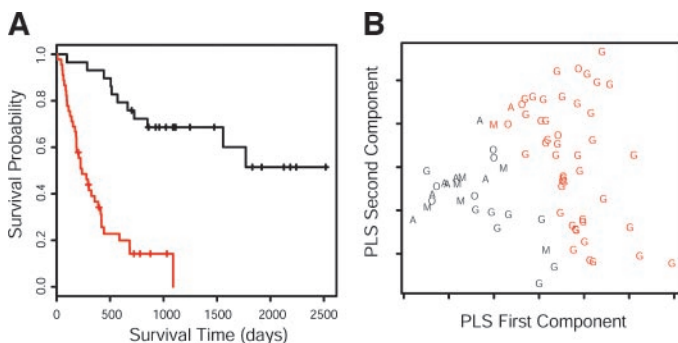 A
B
Survival Probability
1.0
0.8
0.6
0.4
0.2
0.0
0 500 1000 1500 2000 2500
Survival Time (days)
PLS Second Component
G
G O G
G G
G G G G
A O
A G G G
M O
G O
O G
O G G G
G M
A M A G G
O A M G
A M O G
O G
M G G G
A G G G G
G G G
G
M G
G G G G
G
PLS First Component